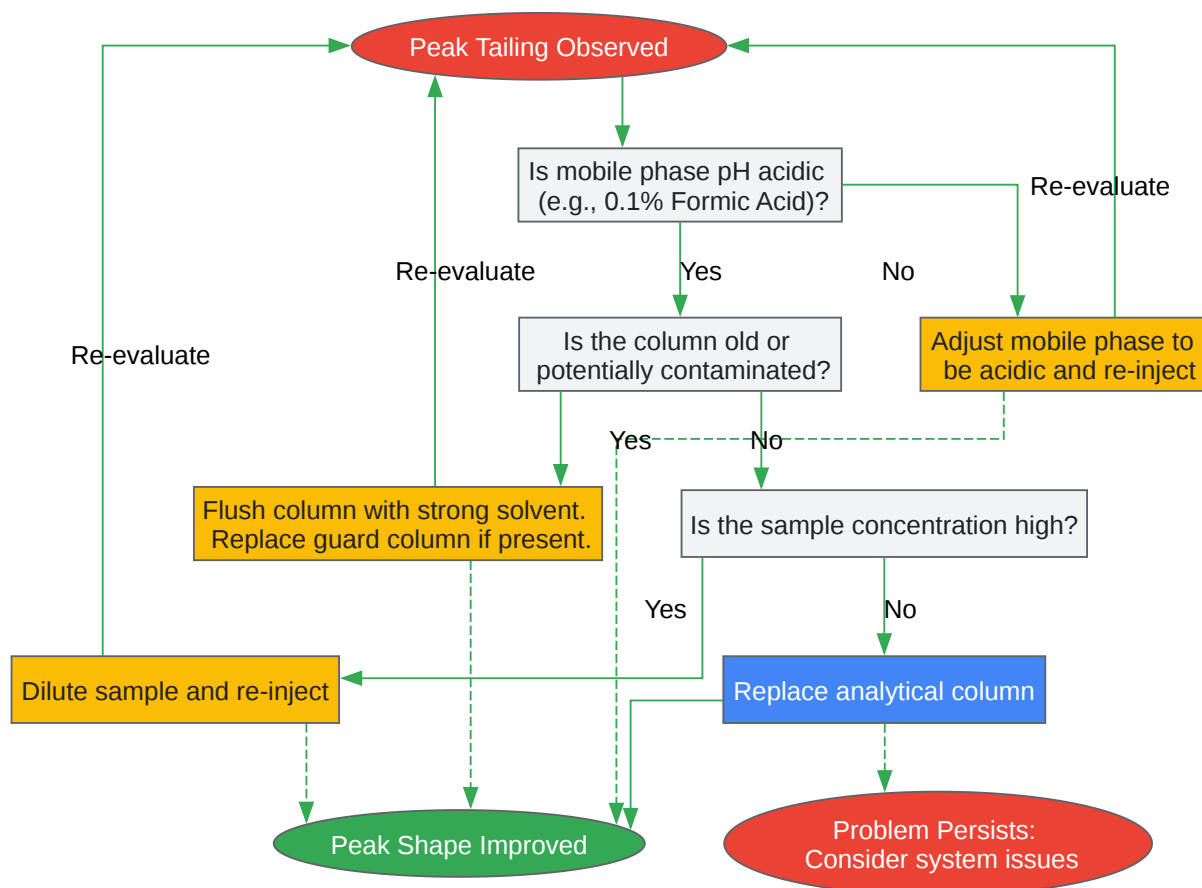 Peak Tailing Observed
Is mobile phase pH acidic
(e.g., 0.1% Formic Acid)?
Re-evaluate
Re-evaluate
Yes
No
Re-evaluate
Is the column old or
potentially contaminated?
Adjust mobile phase to
be acidic and re-inject
Yes
No
Flush column with strong solvent.
Replace guard column if present.
Is the sample concentration high?
Yes
No
Dilute sample and re-inject
Replace analytical column
Peak Shape Improved
Problem Persists:
Consider system issues